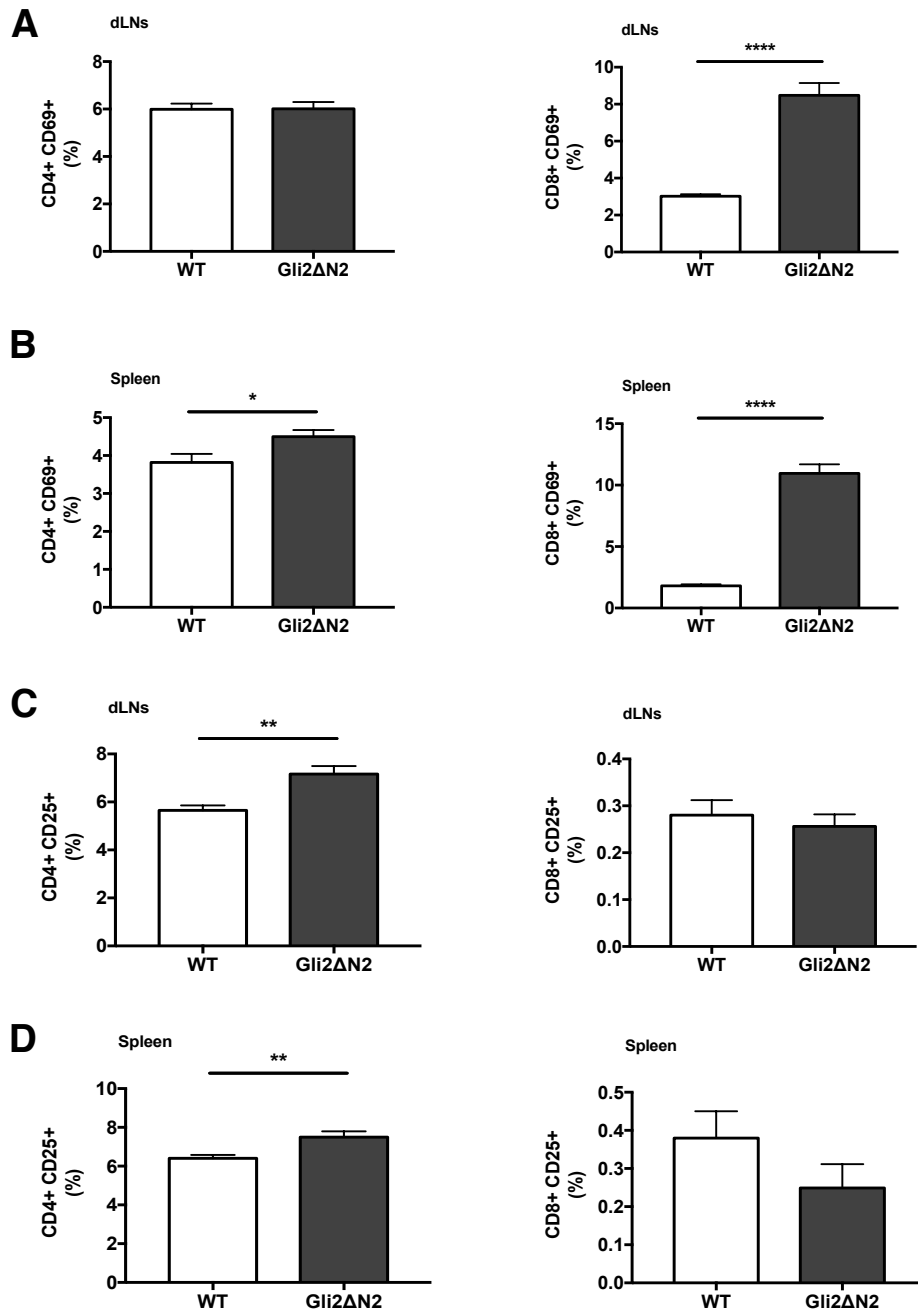 A
dLNs
CD4+ CD69+
(%)
8
6
4
2
0
WT
Gli2ΔN2
dLNs
****
CD8+ CD69+
(%)
10
8
6
4
2
0
WT
Gli2ΔN2
B
Spleen
*
CD4+ CD69+
(%)
5
4
3
2
1
0
WT
Gli2ΔN2
Spleen
****
CD8+ CD69+
(%)
15
10
5
0
WT
Gli2ΔN2
C
dLNs
**
CD4+ CD25+
(%)
8
6
4
2
0
WT
Gli2ΔN2
dLNs
CD8+ CD25+
(%)
0.4
0.3
0.2
0.1
0.0
WT
Gli2ΔN2
D
Spleen
**
CD4+ CD25+
(%)
10
8
6
4
2
0
WT
Gli2ΔN2
Spleen
CD8+ CD25+
(%)
0.5
0.4
0.3
0.2
0.1
0.0
WT
Gli2ΔN2